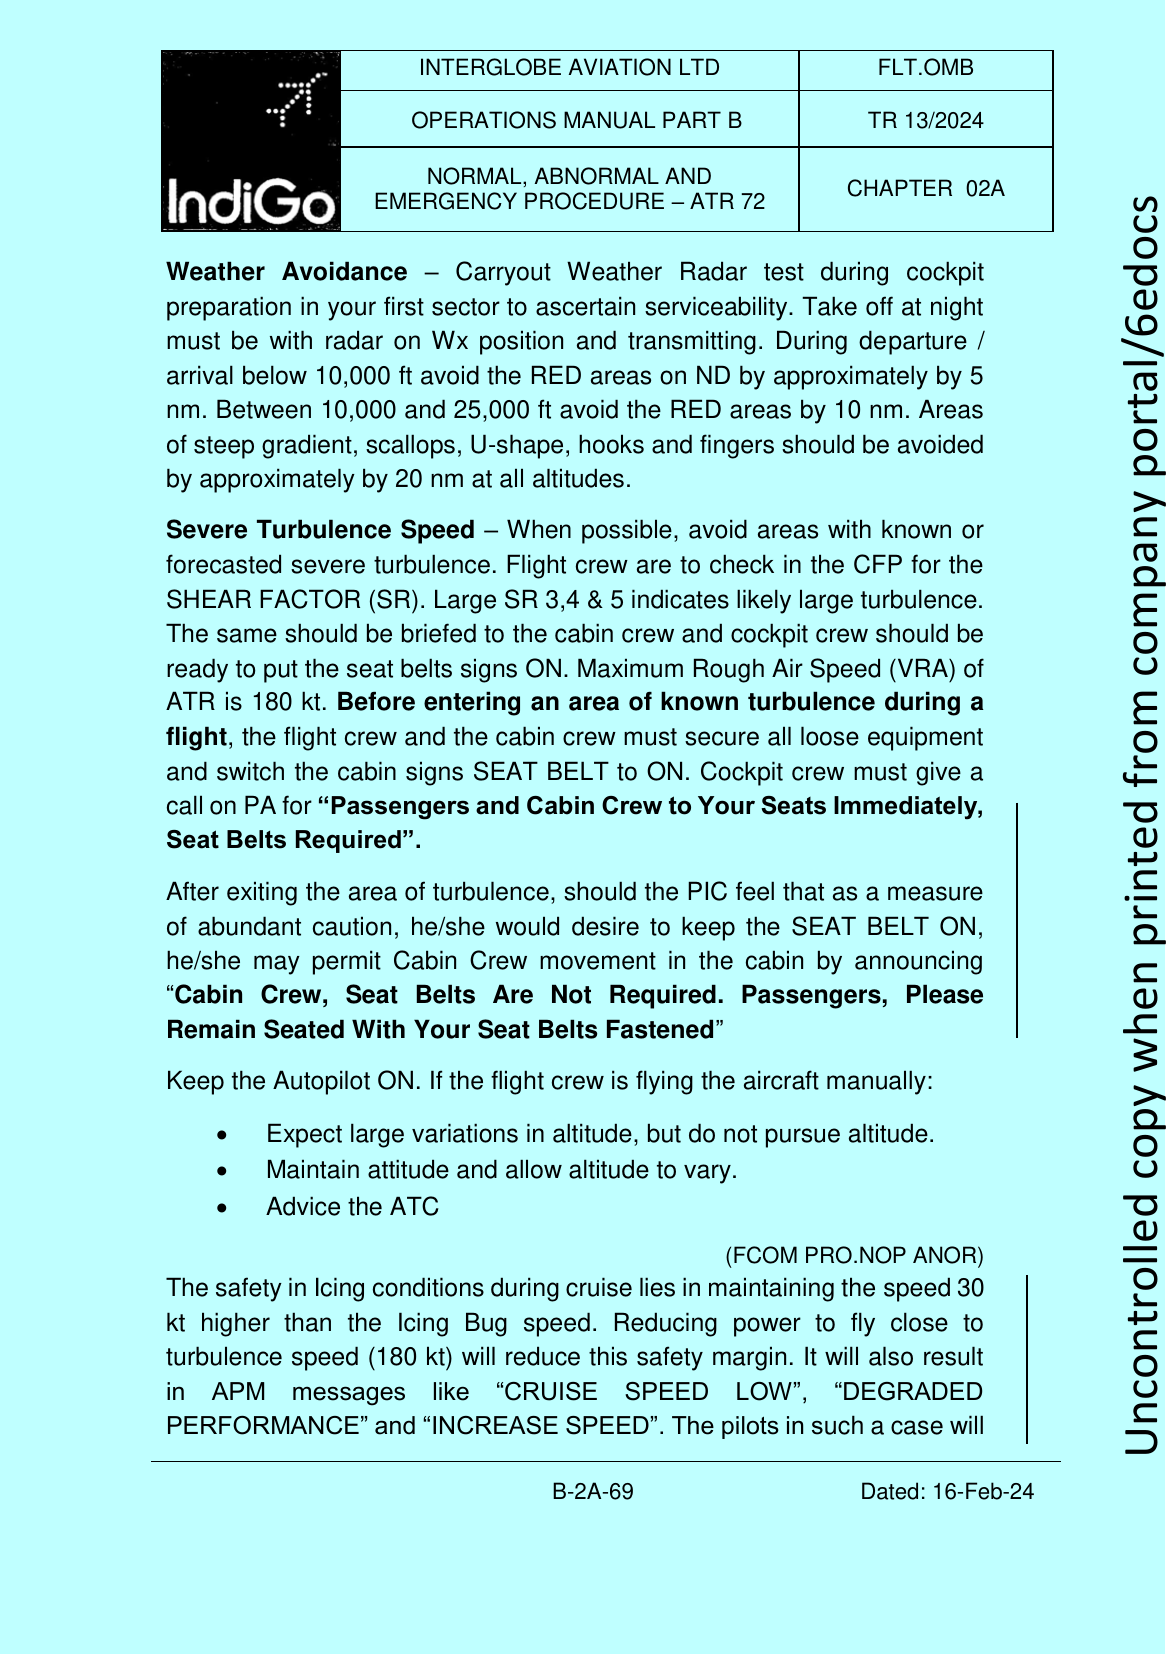 INTERGLOBE AVIATION LTD
FLT.OMB
OPERATIONS MANUAL PART B
TR 13/2024
IndiGo
NORMAL, ABNORMAL AND
EMERGENCY PROCEDURE – ATR 72
CHAPTER 02A
Weather Avoidance – Carryout Weather Radar test during cockpit
preparation in your first sector to ascertain serviceability. Take off at night
must be with radar on Wx position and transmitting. During departure /
arrival below 10,000 ft avoid the RED areas on ND by approximately by 5
nm. Between 10,000 and 25,000 ft avoid the RED areas by 10 nm. Areas
of steep gradient, scallops, U-shape, hooks and fingers should be avoided
by approximately by 20 nm at all altitudes.
Severe Turbulence Speed – When possible, avoid areas with known or
forecasted severe turbulence. Flight crew are to check in the CFP for the
SHEAR FACTOR (SR). Large SR 3,4 & 5 indicates likely large turbulence.
The same should be briefed to the cabin crew and cockpit crew should be
ready to put the seat belts signs ON. Maximum Rough Air Speed (VRA) of
ATR is 180 kt. Before entering an area of known turbulence during a
flight, the flight crew and the cabin crew must secure all loose equipment
and switch the cabin signs SEAT BELT to ON. Cockpit crew must give a
call on PA for “Passengers and Cabin Crew to Your Seats Immediately,
Seat Belts Required”.
After exiting the area of turbulence, should the PIC feel that as a measure
of abundant caution, he/she would desire to keep the SEAT BELT ON,
he/she may permit Cabin Crew movement in the cabin by announcing
“Cabin Crew, Seat Belts Are Not Required. Passengers, Please
Remain Seated With Your Seat Belts Fastened”
Keep the Autopilot ON. If the flight crew is flying the aircraft manually:
• Expect large variations in altitude, but do not pursue altitude.
• Maintain attitude and allow altitude to vary.
• Advice the ATC
(FCOM PRO.NOP ANOR)
The safety in Icing conditions during cruise lies in maintaining the speed 30
kt higher than the Icing Bug speed. Reducing power to fly close to
turbulence speed (180 kt) will reduce this safety margin. It will also result
in APM messages like “CRUISE SPEED LOW”, “DEGRADED
PERFORMANCE” and “INCREASE SPEED”. The pilots in such a case will
B-2A-69
Dated: 16-Feb-24
Uncontrolled copy when printed from company portal/6edocs